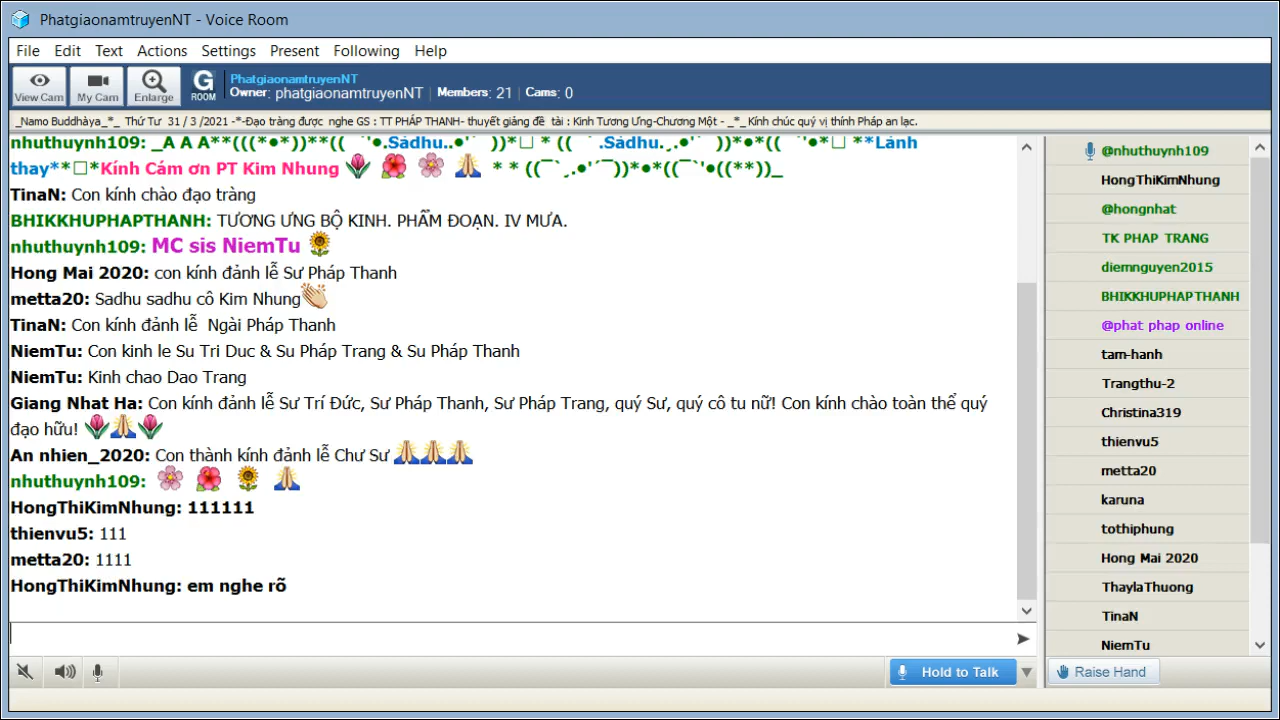 PhatgiaonamtruyenNT - Voice Room
File Edit Text Actions Settings Present Following Help
View Cam My Cam Enlarge G ROOM
PhatgiaonamtruyenNT
Owner: phatgiaonamtruyenNT | Members: 21 | Cams: 0
_Namo Buddhàya_*_ Thứ Tư 31 / 3 /2021 -*-Đạo tràng được nghe GS : TT PHÁP THANH- thuyết giảng đề tài : Kinh Tương Ưng-Chương Một - _*_Kính chúc quý vị thính Pháp an lạc.
nhuthuynh109: _A A A**(((*●*))**((¨`'●.Sádhu..●'´¨))*□ * ((¨`.Sádhu.¸.●'´¨))*●*((¨`'●*□ **Lành
thay**□*Kính Cám ơn PT Kim Nhung 🌷 🌺 🌸 🙏 * * ((¯`¸.●'´¯))*●*((¯`'●((**))_
TinaN: Con kính chào đạo tràng
BHIKKHUPHAPTHANH: TƯƠNG ƯNG BỘ KINH. PHẨM ĐOẠN. IV MƯA.
nhuthuynh109: MC sis NiemTu 🌻
Hong Mai 2020: con kính đảnh lễ Sư Pháp Thanh
metta20: Sadhu sadhu cô Kim Nhung👏
TinaN: Con kính đảnh lễ Ngài Pháp Thanh
NiemTu: Con kinh le Su Tri Duc & Su Pháp Trang & Su Pháp Thanh
NiemTu: Kinh chao Dao Trang
Giang Nhat Ha: Con kính đảnh lễ Sư Trí Đức, Sư Pháp Thanh, Sư Pháp Trang, quý Sư, quý cô tu nữ! Con kính chào toàn thể quý
đạo hữu! 🌷🙏🌷
An nhien_2020: Con thành kính đảnh lễ Chư Sư 🙏🙏🙏
nhuthuynh109: 🌸 🌺 🌻 🙏
HongThiKimNhung: 111111
thienvu5: 111
metta20: 1111
HongThiKimNhung: em nghe rõ
@nhuthuynh109
HongThiKimNhung
@hongnhat
TK PHAP TRANG
diemnguyen2015
BHIKKHUPHAPTHANH
@phat phap online
tam-hanh
Trangthu-2
Christina319
thienvu5
metta20
karuna
tothiphung
Hong Mai 2020
ThaylaThuong
TinaN
NiemTu
Hold to Talk
Raise Hand